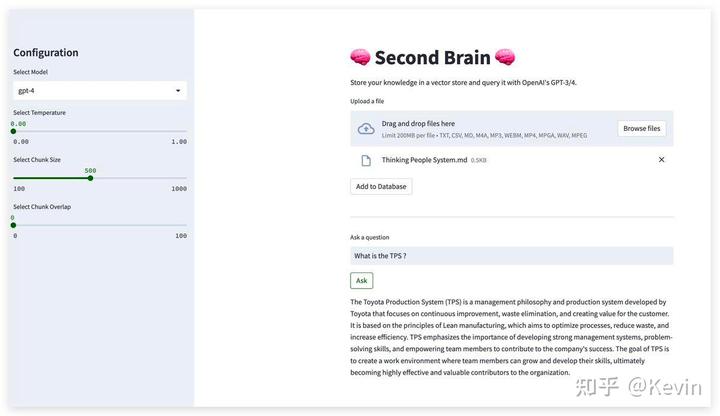 Configuration
Select Model
gpt-4
Select Temperature
0.00
0.00 1.00
Select Chunk Size
500
100 1000
Select Chunk Overlap
0
0 100
🧠 Second Brain 🧠
Store your knowledge in a vector store and query it with OpenAI's GPT-3/4.
Upload a file
Drag and drop files here
Limit 200MB per file • TXT, CSV, MD, M4A, MP3, WEBM, MP4, MPGA, WAV, MPEG
Browse files
Thinking People System.md 0.5KB
Add to Database
Ask a question
What is the TPS ?
Ask
The Toyota Production System (TPS) is a management philosophy and production system developed by
Toyota that focuses on continuous improvement, waste elimination, and creating value for the customer.
It is based on the principles of Lean manufacturing, which aims to optimize processes, reduce waste, and
increase efficiency. TPS emphasizes the importance of developing strong management systems, problem-
solving skills, and empowering team members to contribute to the company's success. The goal of TPS is
to create a work environment where team members can grow and develop their skills, ultimately
becoming highly effective and valuable contributors to the organization.
知乎 @Kevin